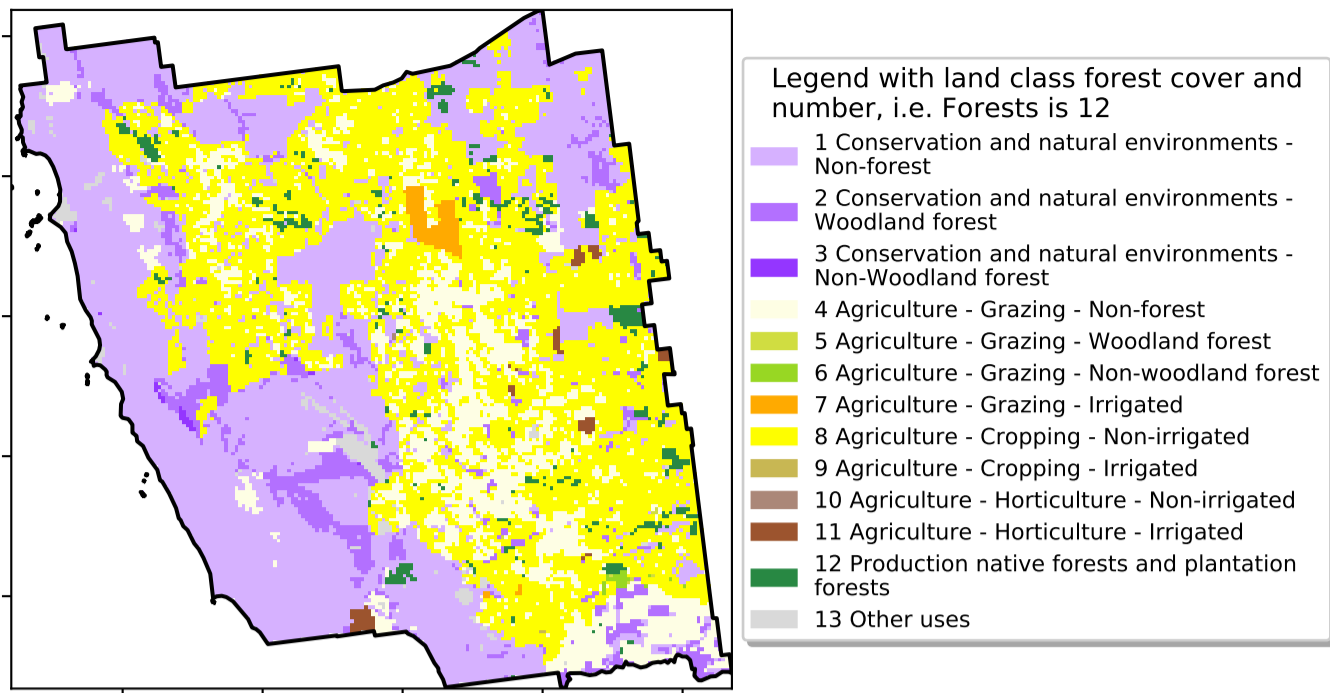 Legend with land class forest cover and
number, i.e. Forests is 12
1 Conservation and natural environments -
Non-forest
2 Conservation and natural environments -
Woodland forest
3 Conservation and natural environments -
Non-Woodland forest
4 Agriculture - Grazing - Non-forest
5 Agriculture - Grazing - Woodland forest
6 Agriculture - Grazing - Non-woodland forest
7 Agriculture - Grazing - Irrigated
8 Agriculture - Cropping - Non-irrigated
9 Agriculture - Cropping - Irrigated
10 Agriculture - Horticulture - Non-irrigated
11 Agriculture - Horticulture - Irrigated
12 Production native forests and plantation
forests
13 Other uses